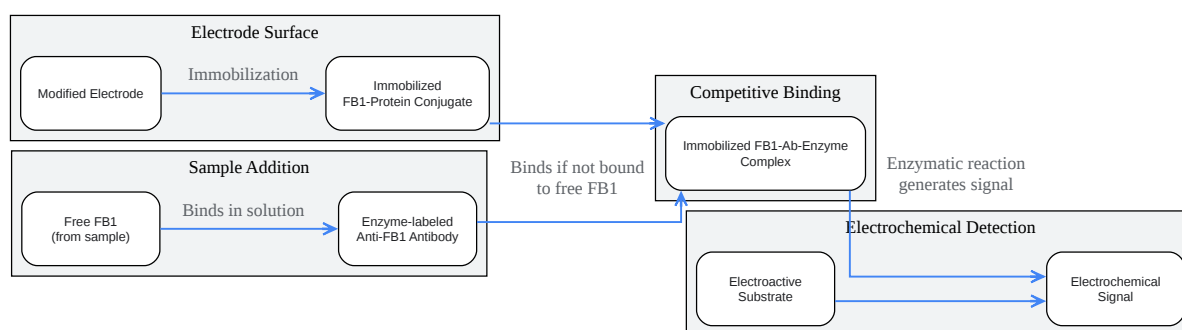 Electrode Surface
Modified Electrode
Immobilization
Immobilized
FB1-Protein Conjugate
Sample Addition
Free FB1
(from sample)
Binds in solution
Enzyme-labeled
Anti-FB1 Antibody
Binds if not bound
to free FB1
Competitive Binding
Immobilized FB1-Ab-Enzyme
Complex
Enzymatic reaction
generates signal
Electrochemical Detection
Electroactive
Substrate
Electrochemical
Signal